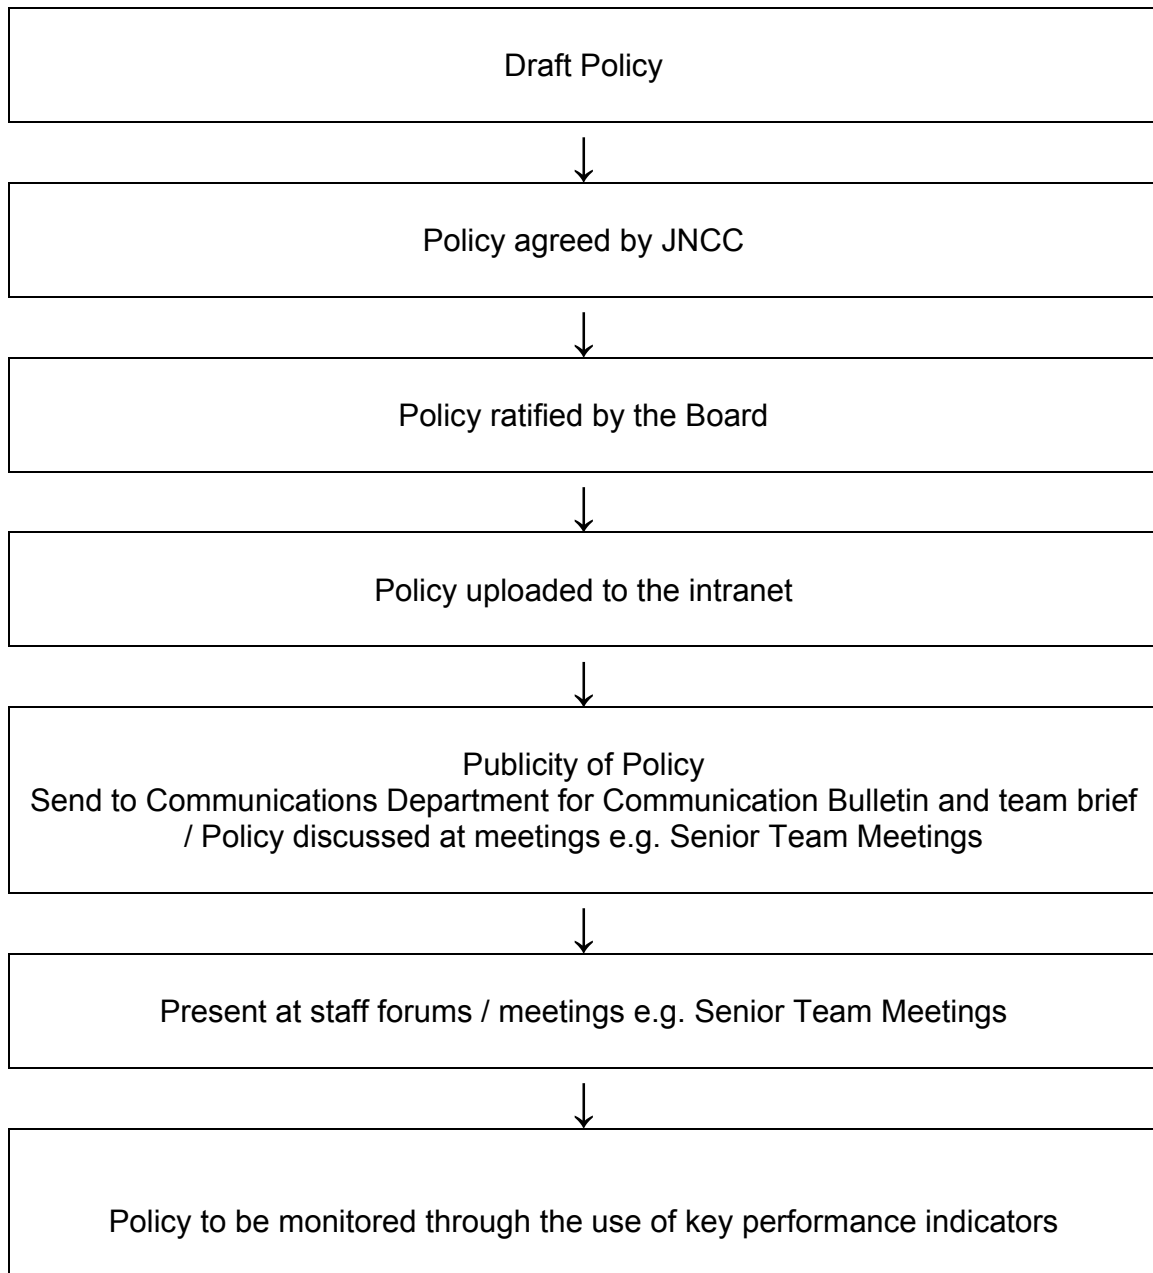 Draft Policy
Policy agreed by JNCC
Policy ratified by the Board
Policy uploaded to the intranet
Publicity of Policy
Send to Communications Department for Communication Bulletin and team brief
/ Policy discussed at meetings e.g. Senior Team Meetings
Present at staff forums / meetings e.g. Senior Team Meetings
Policy to be monitored through the use of key performance indicators